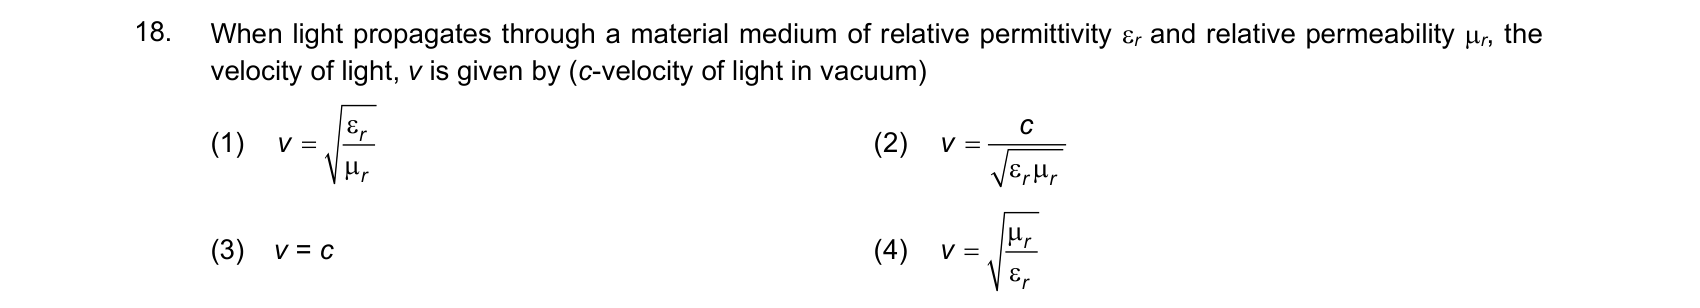 18. When light propagates through a material medium of relative permittivity εr and relative permeability μr, the
velocity of light, v is given by (c-velocity of light in vacuum)
(1) v = √(εr/μr) (2) v = c/√(εrμr)
(3) v = c (4) v = √(μr/εr)